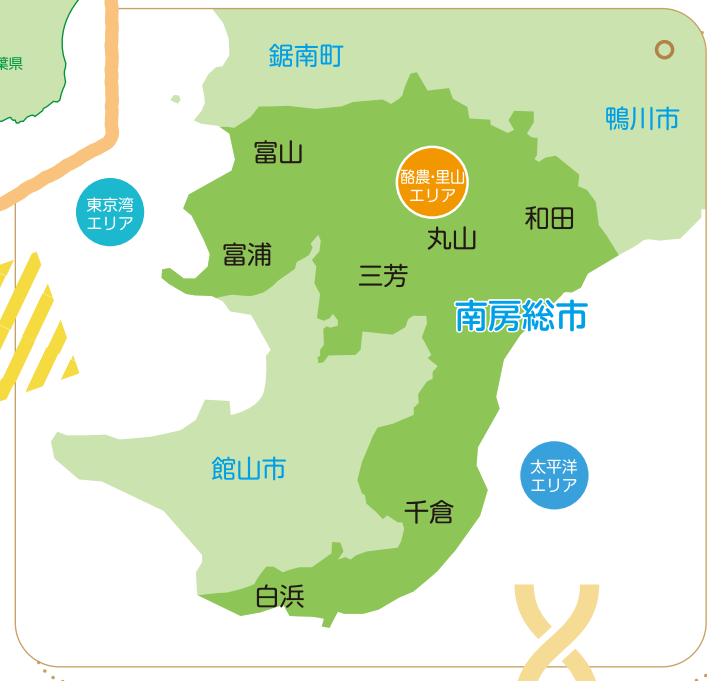 鋸南町
葉県
鴨川市
富山
酪農・里山
エリア
東京湾
エリア
和田
丸山
富浦
三芳
南房総市
館山市
太平洋
エリア
千倉
白浜